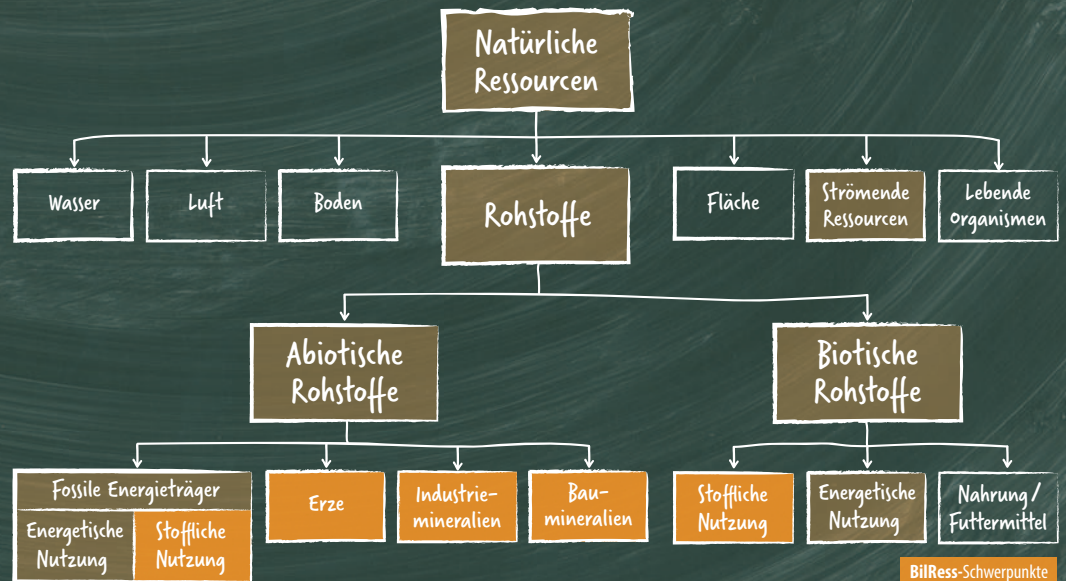 Natürliche
Ressourcen
Wasser
Luft
Boden
Rohstoffe
Fläche
Strömende
Ressourcen
Lebende
Organismen
Abiotische
Rohstoffe
Biotische
Rohstoffe
Fossile Energieträger
Energetische
Nutzung
Stoffliche
Nutzung
Erze
Industrie-
mineralien
Bau-
mineralien
Stoffliche
Nutzung
Energetische
Nutzung
Nahrung/
Futtermittel
BilRess-Schwerpunkte